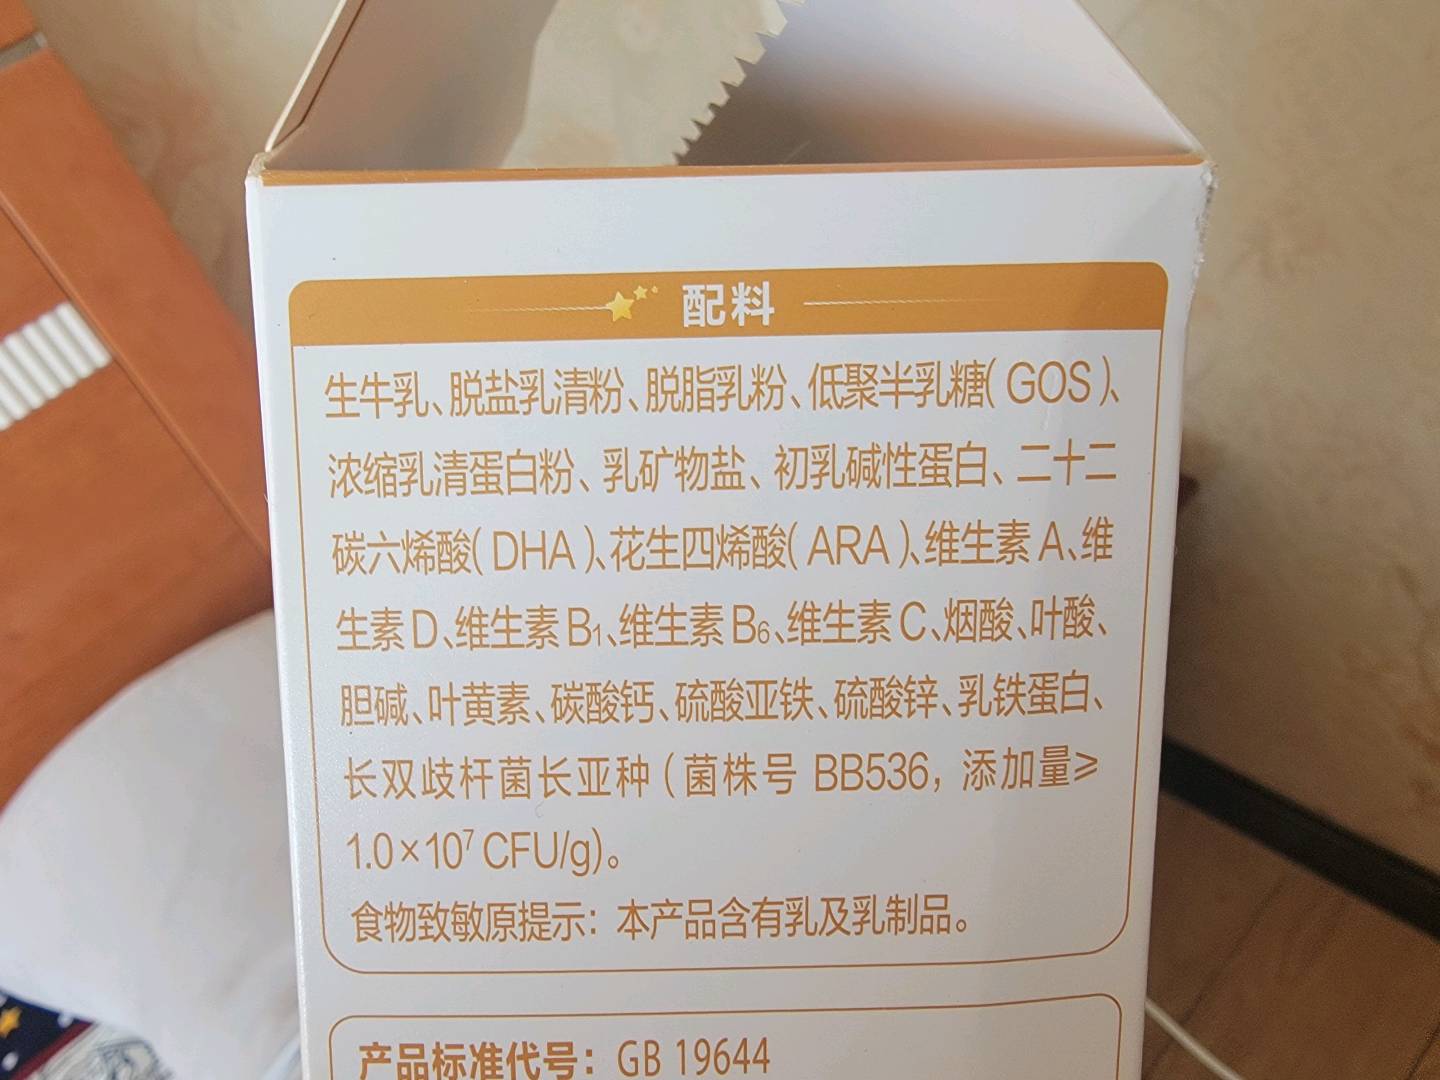 配料
生牛乳、脱盐乳清粉、脱脂乳粉、低聚半乳糖(GOS)、
浓缩乳清蛋白粉、乳矿物盐、初乳碱性蛋白、二十二
碳六烯酸(DHA)、花生四烯酸(ARA)、维生素A、维
生素D、维生素B₁、维生素B₆、维生素C、烟酸、叶酸、
胆碱、叶黄素、碳酸钙、硫酸亚铁、硫酸锌、乳铁蛋白、
长双歧杆菌长亚种(菌株号 BB536,添加量≥
1.0×10⁷ CFU/g)。
食物致敏原提示:本产品含有乳及乳制品。
产品标准代号:GB 19644